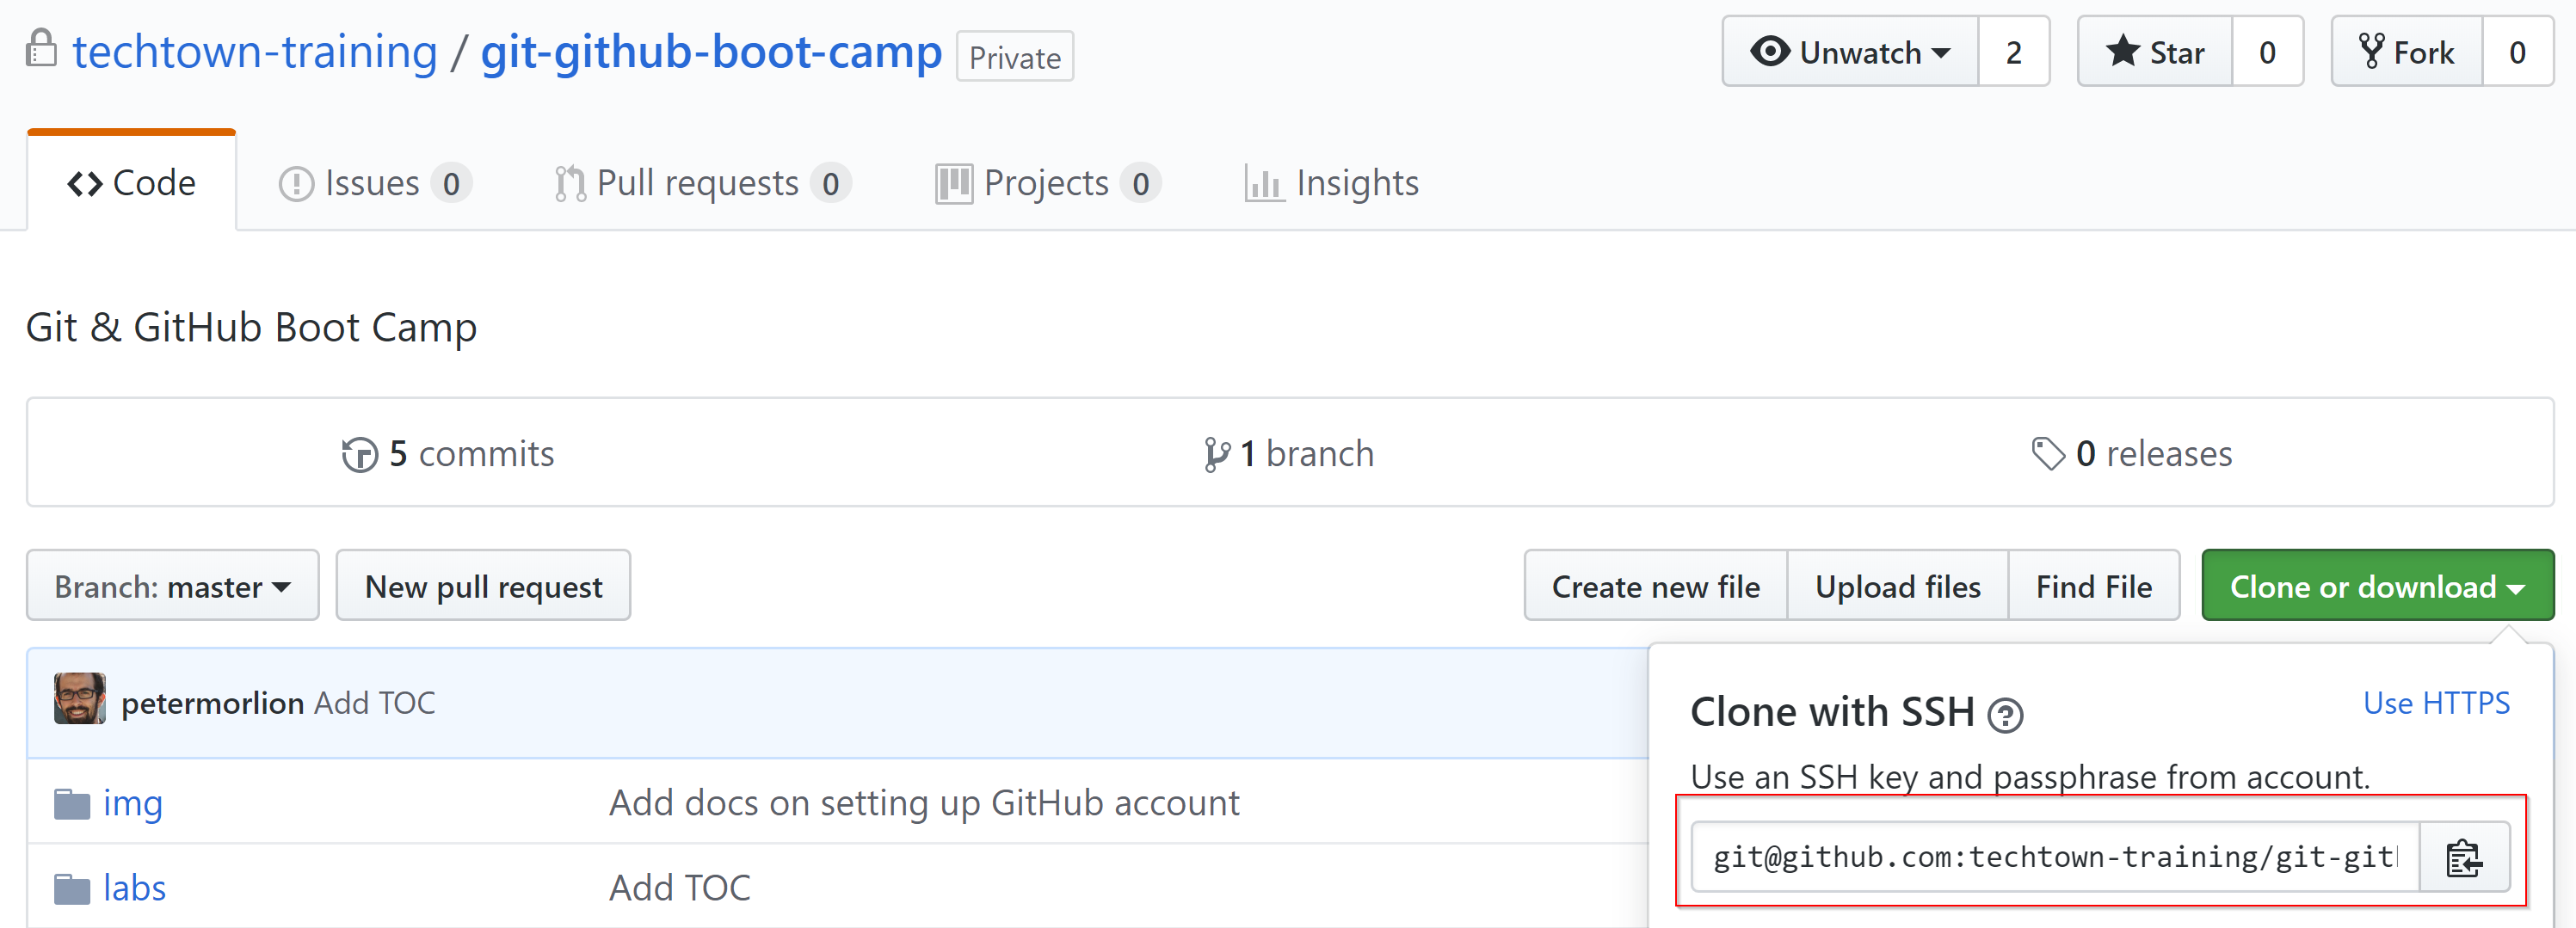 techtown-training / git-github-boot-camp Private Unwatch 2 Star 0 Fork 0
Code Issues 0 Pull requests 0 Projects 0 Insights
Git & GitHub Boot Camp
5 commits 1 branch 0 releases
Branch: master New pull request Create new file Upload files Find File Clone or download
petermorlion Add TOC
Clone with SSH ? Use HTTPS
Use an SSH key and passphrase from account.
img Add docs on setting up GitHub account
git@github.com:techtown-training/git-git
labs Add TOC